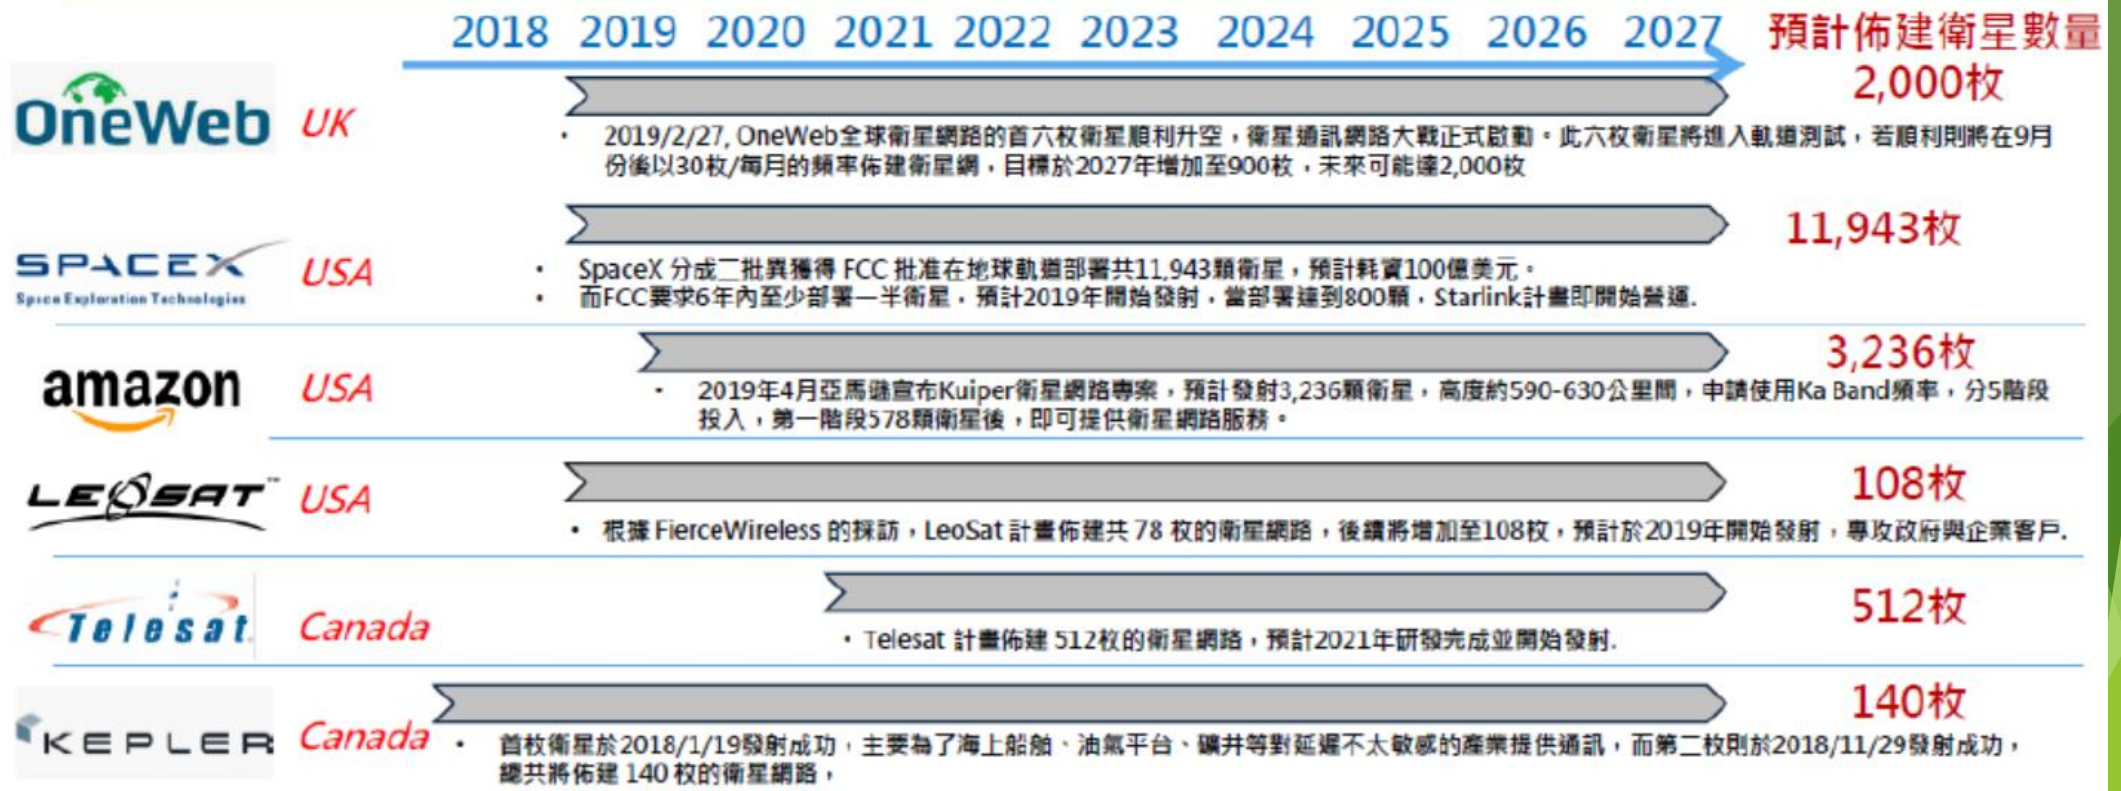 2018 2019 2020 2021 2022 2023 2024 2025 2026 2027 預計佈建衛星數量
OneWeb UK 2,000枚
• 2019/2/27, OneWeb全球衛星網路的首六枚衛星順利升空，衛星通訊網路大戰正式啟動。此六枚衛星將進入軌道測試，若順利則將在9月
份後以30枚/每月的頻率佈建衛星網，目標於2027年增加至900枚，未來可能達2,000枚
SPACEX USA 11,943枚
Space Exploration Technologies
• SpaceX 分成二批異獲得 FCC 批准在地球軌道部署共11,943顆衛星，預計耗資100億美元。
• 而FCC要求6年內至少部署一半衛星，預計2019年開始發射，當部署達到800顆，Starlink計畫即開始營運.
amazon USA 3,236枚
• 2019年4月亞馬遜宣布Kuiper衛星網路專案，預計發射3,236顆衛星，高度約590-630公里間，申請使用Ka Band頻率，分5階段
投入，第一階段578顆衛星後，即可提供衛星網路服務。
LEOSAT™ USA 108枚
• 根據 FierceWireless 的採訪，LeoSat 計畫佈建共 78 枚的衛星網路，後續將增加至108枚，預計於2019年開始發射，專攻政府與企業客戶.
Telesat Canada 512枚
• Telesat 計畫佈建 512枚的衛星網路，預計2021年研發完成並開始發射.
KEPLER Canada 140枚
• 首枚衛星於2018/1/19發射成功，主要為了海上船舶、油氣平台、礦井等對延遲不太敏感的產業提供通訊，而第二枚則於2018/11/29發射成功，
總共將佈建 140 枚的衛星網路，